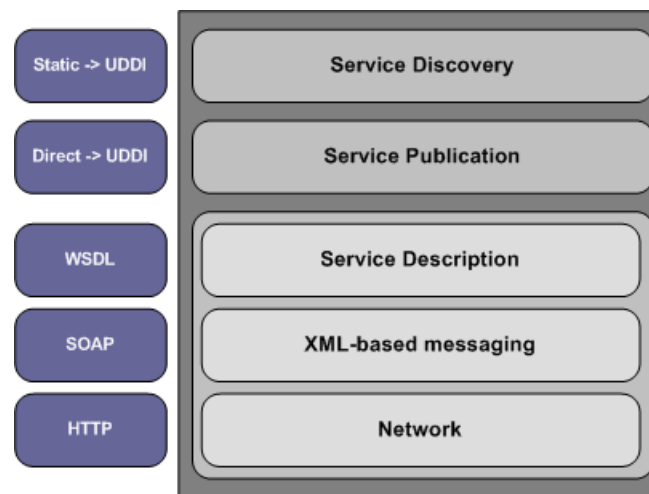 Static -> UDDI
Service Discovery
Direct -> UDDI
Service Publication
WSDL
Service Description
SOAP
XML-based messaging
HTTP
Network